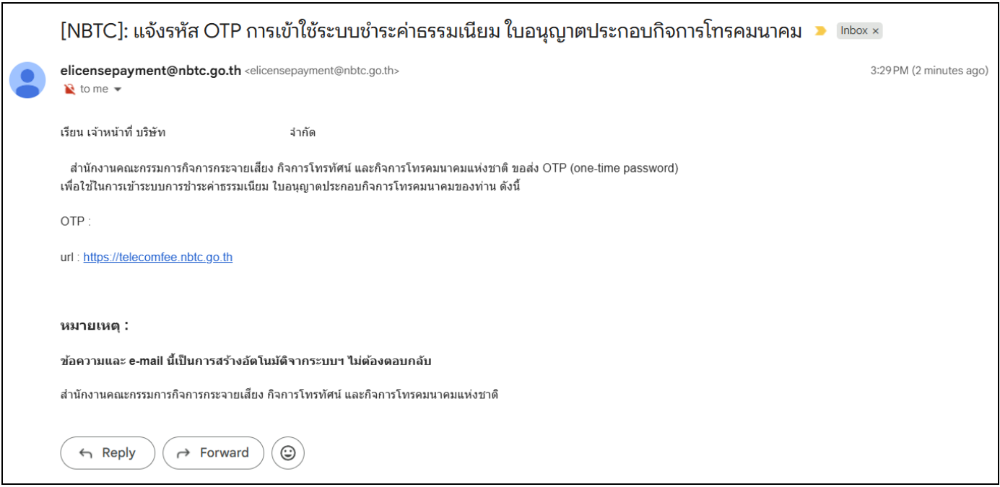 [NBTC]: แจ้งรหัส OTP การเข้าใช้ระบบชำระค่าธรรมเนียม ใบอนุญาตประกอบกิจการโทรคมนาคม Inbox ×
elicensepayment@nbtc.go.th <elicensepayment@nbtc.go.th> 3:29 PM (2 minutes ago)
to me
เรียน เจ้าหน้าที่ บริษัท จำกัด
สำนักงานคณะกรรมการกิจการกระจายเสียง กิจการโทรทัศน์ และกิจการโทรคมนาคมแห่งชาติ ขอส่ง OTP (one-time password)
เพื่อใช้ในการเข้าระบบการชำระค่าธรรมเนียม ใบอนุญาตประกอบกิจการโทรคมนาคมของท่าน ดังนี้
OTP :
url : https://telecomfee.nbtc.go.th
หมายเหตุ :
ข้อความและ e-mail นี้เป็นการสร้างอัตโนมัติจากระบบฯ ไม่ต้องตอบกลับ
สำนักงานคณะกรรมการกิจการกระจายเสียง กิจการโทรทัศน์ และกิจการโทรคมนาคมแห่งชาติ
Reply Forward